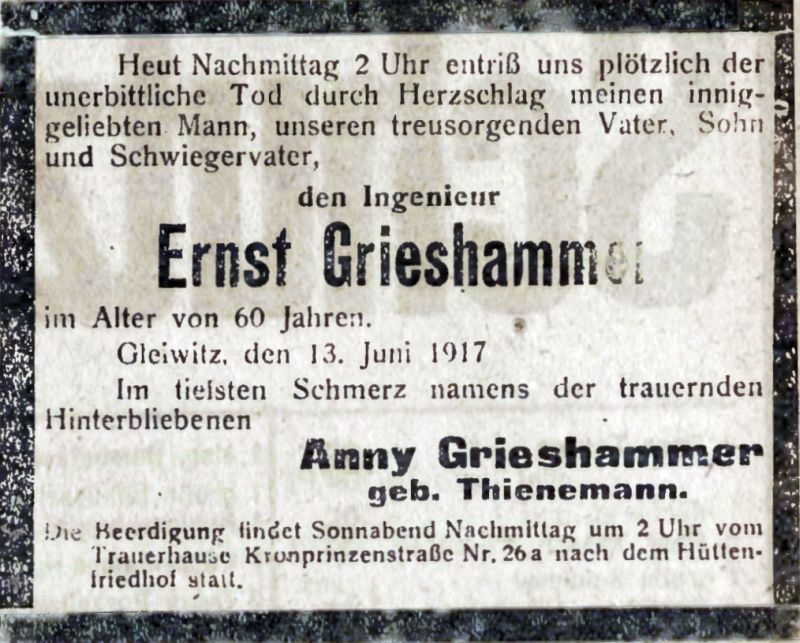 Heut Nachmittag 2 Uhr entriß uns plötzlich der
unerbittliche Tod durch Herzschlag meinen innig-
geliebten Mann, unseren treusorgenden Vater, Sohn
und Schwiegervater,
den Ingenieur
Ernst Grieshammer
im Alter von 60 Jahren.
Gleiwitz, den 13. Juni 1917
Im tiefsten Schmerz namens der trauernden
Hinterbliebenen
Anny Grieshammer
geb. Thienemann.
Die Beerdigung findet Sonnabend Nachmittag um 2 Uhr vom
Trauerhause Kronprinzenstraße Nr. 26a nach dem Hütten-
friedhof statt.